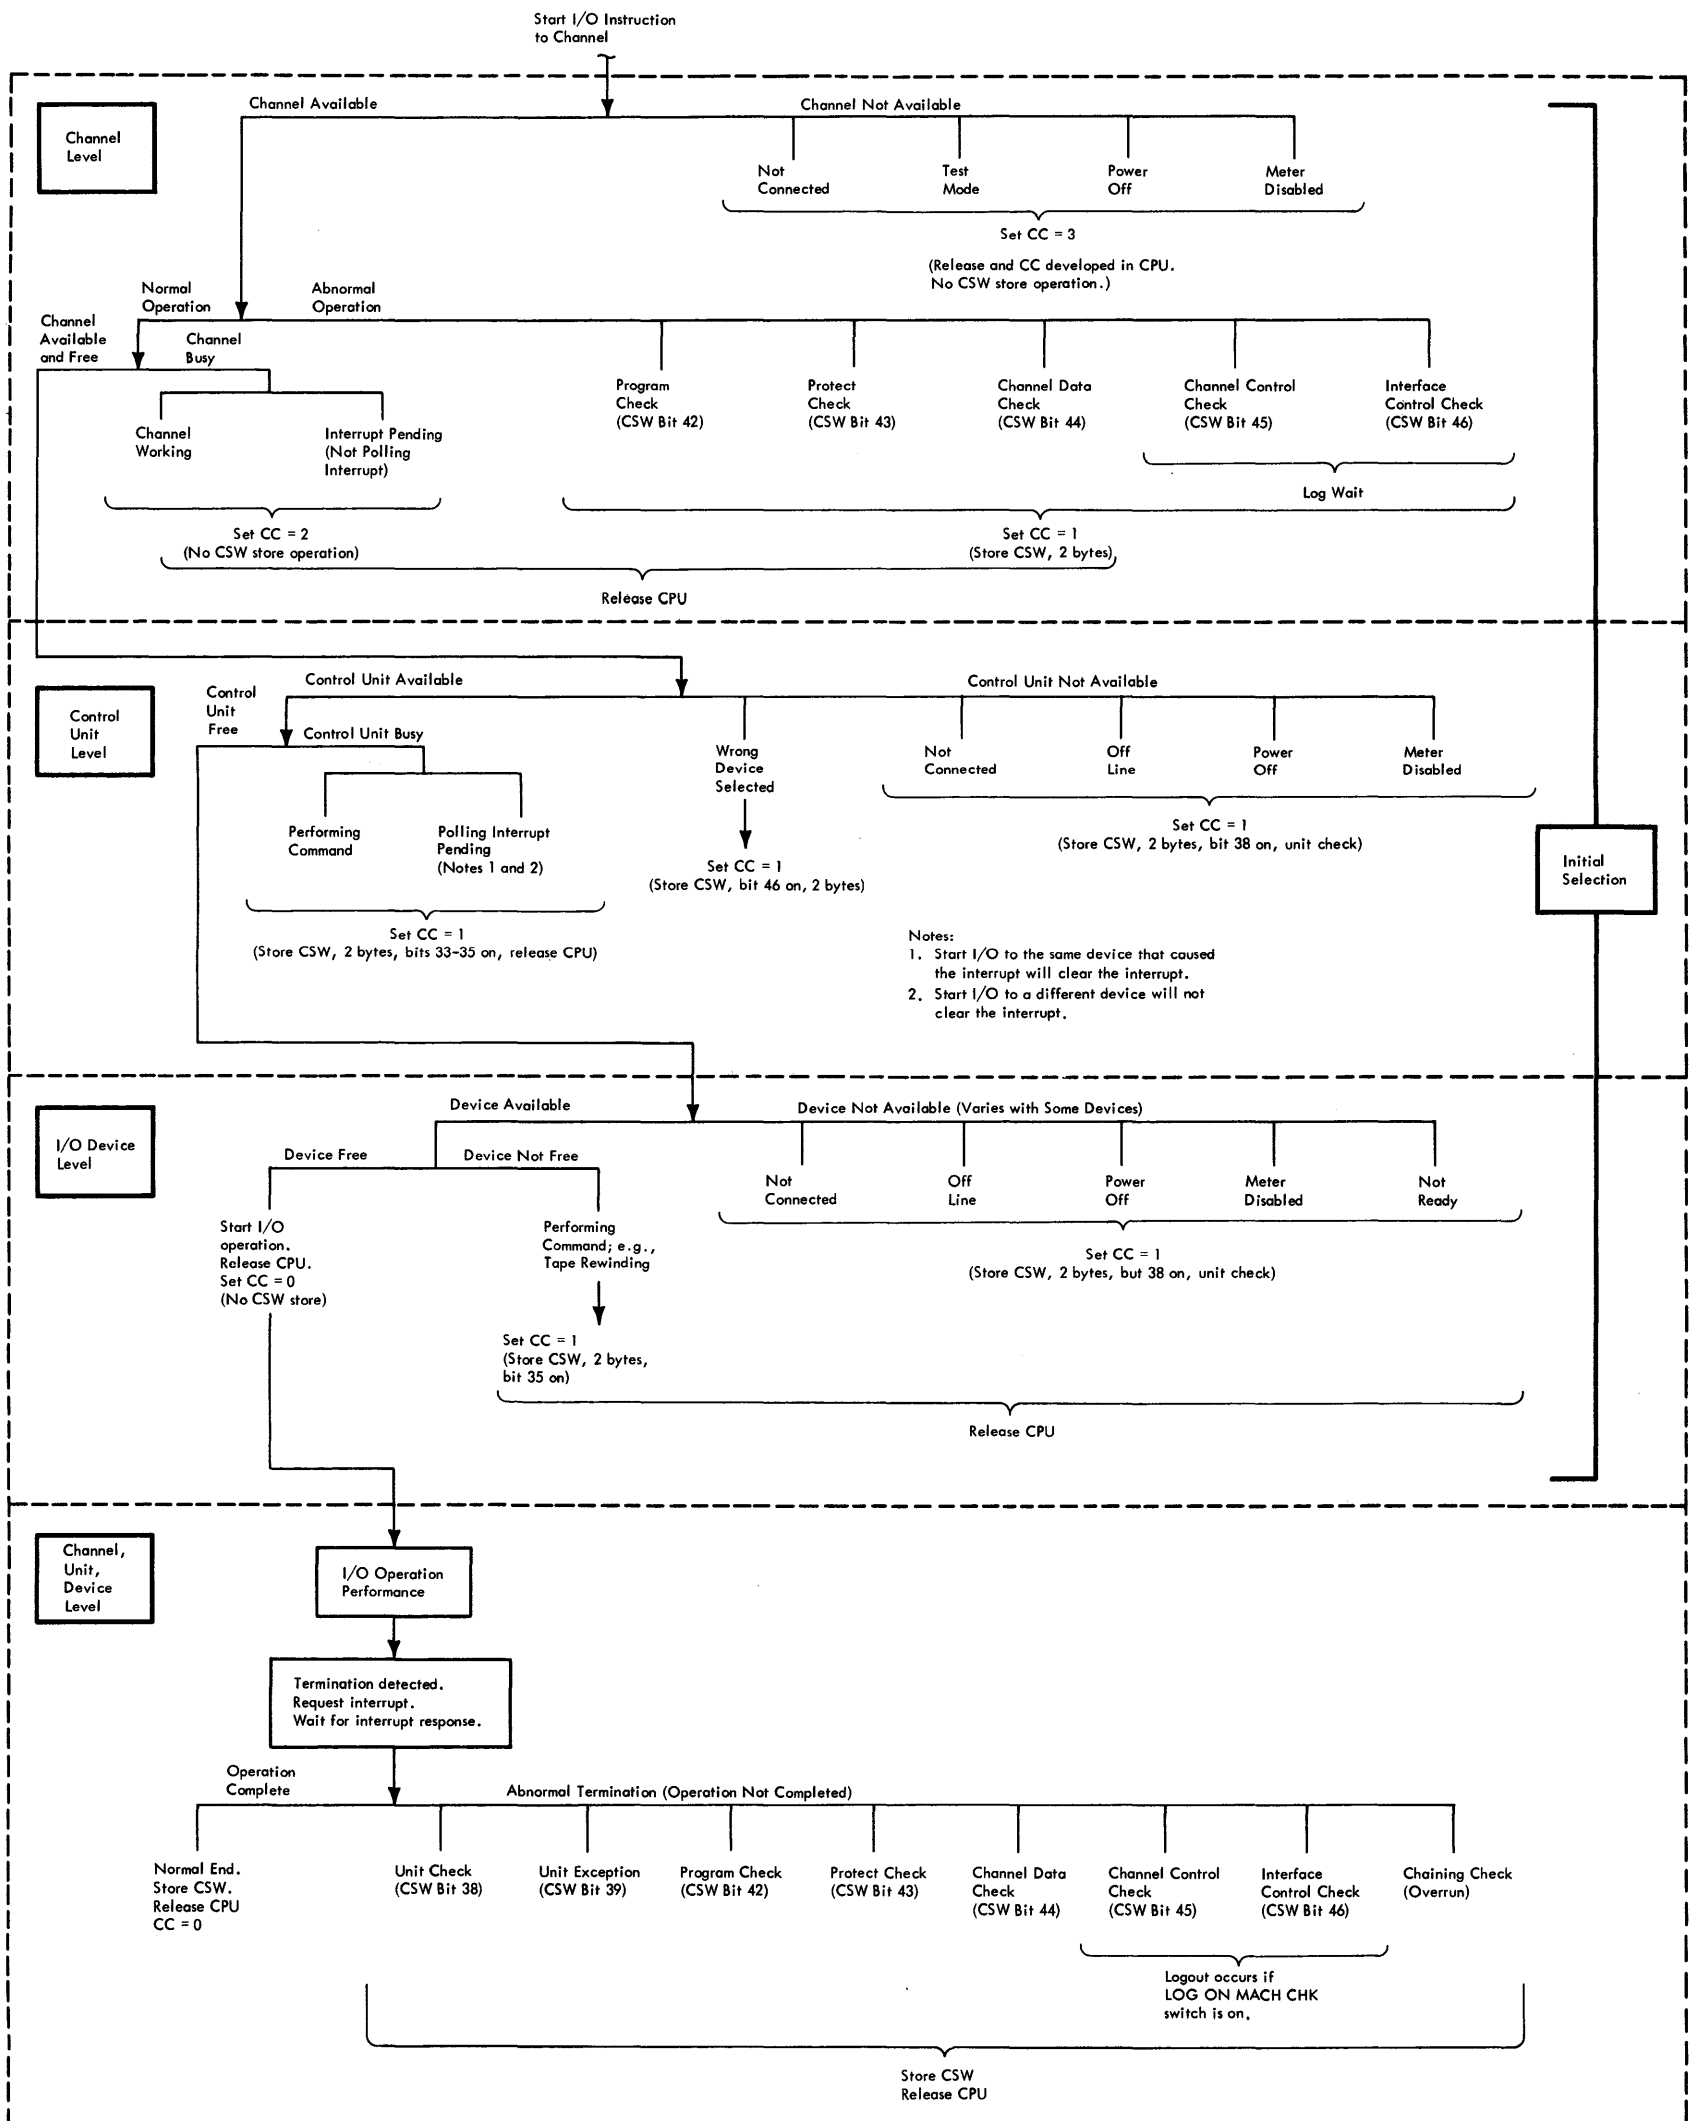 Start I/O Instruction
to Channel
Channel Available
Channel Not Available
Channel
Level
Not
Connected
Test
Mode
Power
Off
Meter
Disabled
Set CC = 3
(Release and CC developed in CPU.
No CSW store operation.)
Normal
Operation
Abnormal
Operation
Channel
Available
and Free
Channel
Busy
Channel
Working
Interrupt Pending
(Not Polling
Interrupt)
Program
Check
(CSW Bit 42)
Protect
Check
(CSW Bit 43)
Channel Data
Check
(CSW Bit 44)
Channel Control
Check
(CSW Bit 45)
Interface
Control Check
(CSW Bit 46)
Log Wait
Set CC = 2
(No CSW store operation)
Set CC = 1
(Store CSW, 2 bytes)
Release CPU
Control
Unit
Level
Control
Unit
Free
Control Unit Available
Control Unit Not Available
Control Unit Busy
Wrong
Device
Selected
Not
Connected
Off
Line
Power
Off
Meter
Disabled
Performing
Command
Polling Interrupt
Pending
(Notes 1 and 2)
Set CC = 1
(Store CSW, bit 46 on, 2 bytes)
Set CC = 1
(Store CSW, 2 bytes, bit 38 on, unit check)
Initial
Selection
Set CC = 1
(Store CSW, 2 bytes, bits 33-35 on, release CPU)
Notes:
1. Start I/O to the same device that caused
the interrupt will clear the interrupt.
2. Start I/O to a different device will not
clear the interrupt.
I/O Device
Level
Device Available
Device Not Available (Varies with Some Devices)
Device Free
Device Not Free
Not
Connected
Off
Line
Power
Off
Meter
Disabled
Not
Ready
Start I/O
operation.
Release CPU.
Set CC = 0
(No CSW store)
Performing
Command; e.g.,
Tape Rewinding
Set CC = 1
(Store CSW, 2 bytes, but 38 on, unit check)
Set CC = 1
(Store CSW, 2 bytes,
bit 35 on)
Release CPU
Channel,
Unit,
Device
Level
I/O Operation
Performance
Termination detected.
Request interrupt.
Wait for interrupt response.
Operation
Complete
Abnormal Termination (Operation Not Completed)
Normal End.
Store CSW.
Release CPU
CC = 0
Unit Check
(CSW Bit 38)
Unit Exception
(CSW Bit 39)
Program Check
(CSW Bit 42)
Protect Check
(CSW Bit 43)
Channel Data
Check
(CSW Bit 44)
Channel Control
Check
(CSW Bit 45)
Interface
Control Check
(CSW Bit 46)
Chaining Check
(Overrun)
Logout occurs if
LOG ON MACH CHK
switch is on.
Store CSW
Release CPU